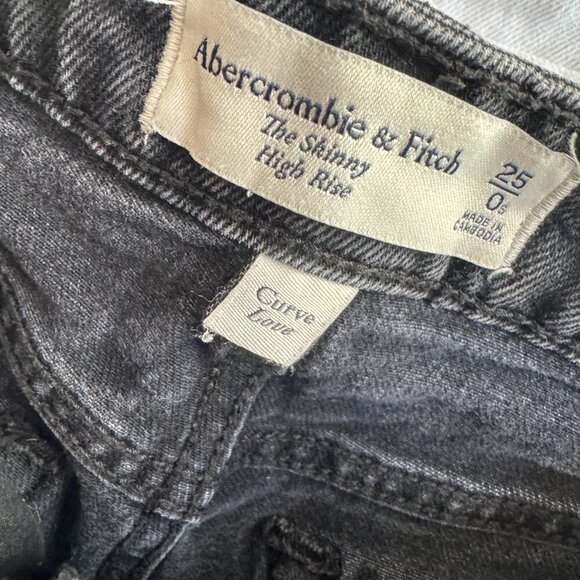 Abercrombie & Fitch
The Skinny
High Rise
25
0s
MADE IN
CAMBODIA
Curve
Love